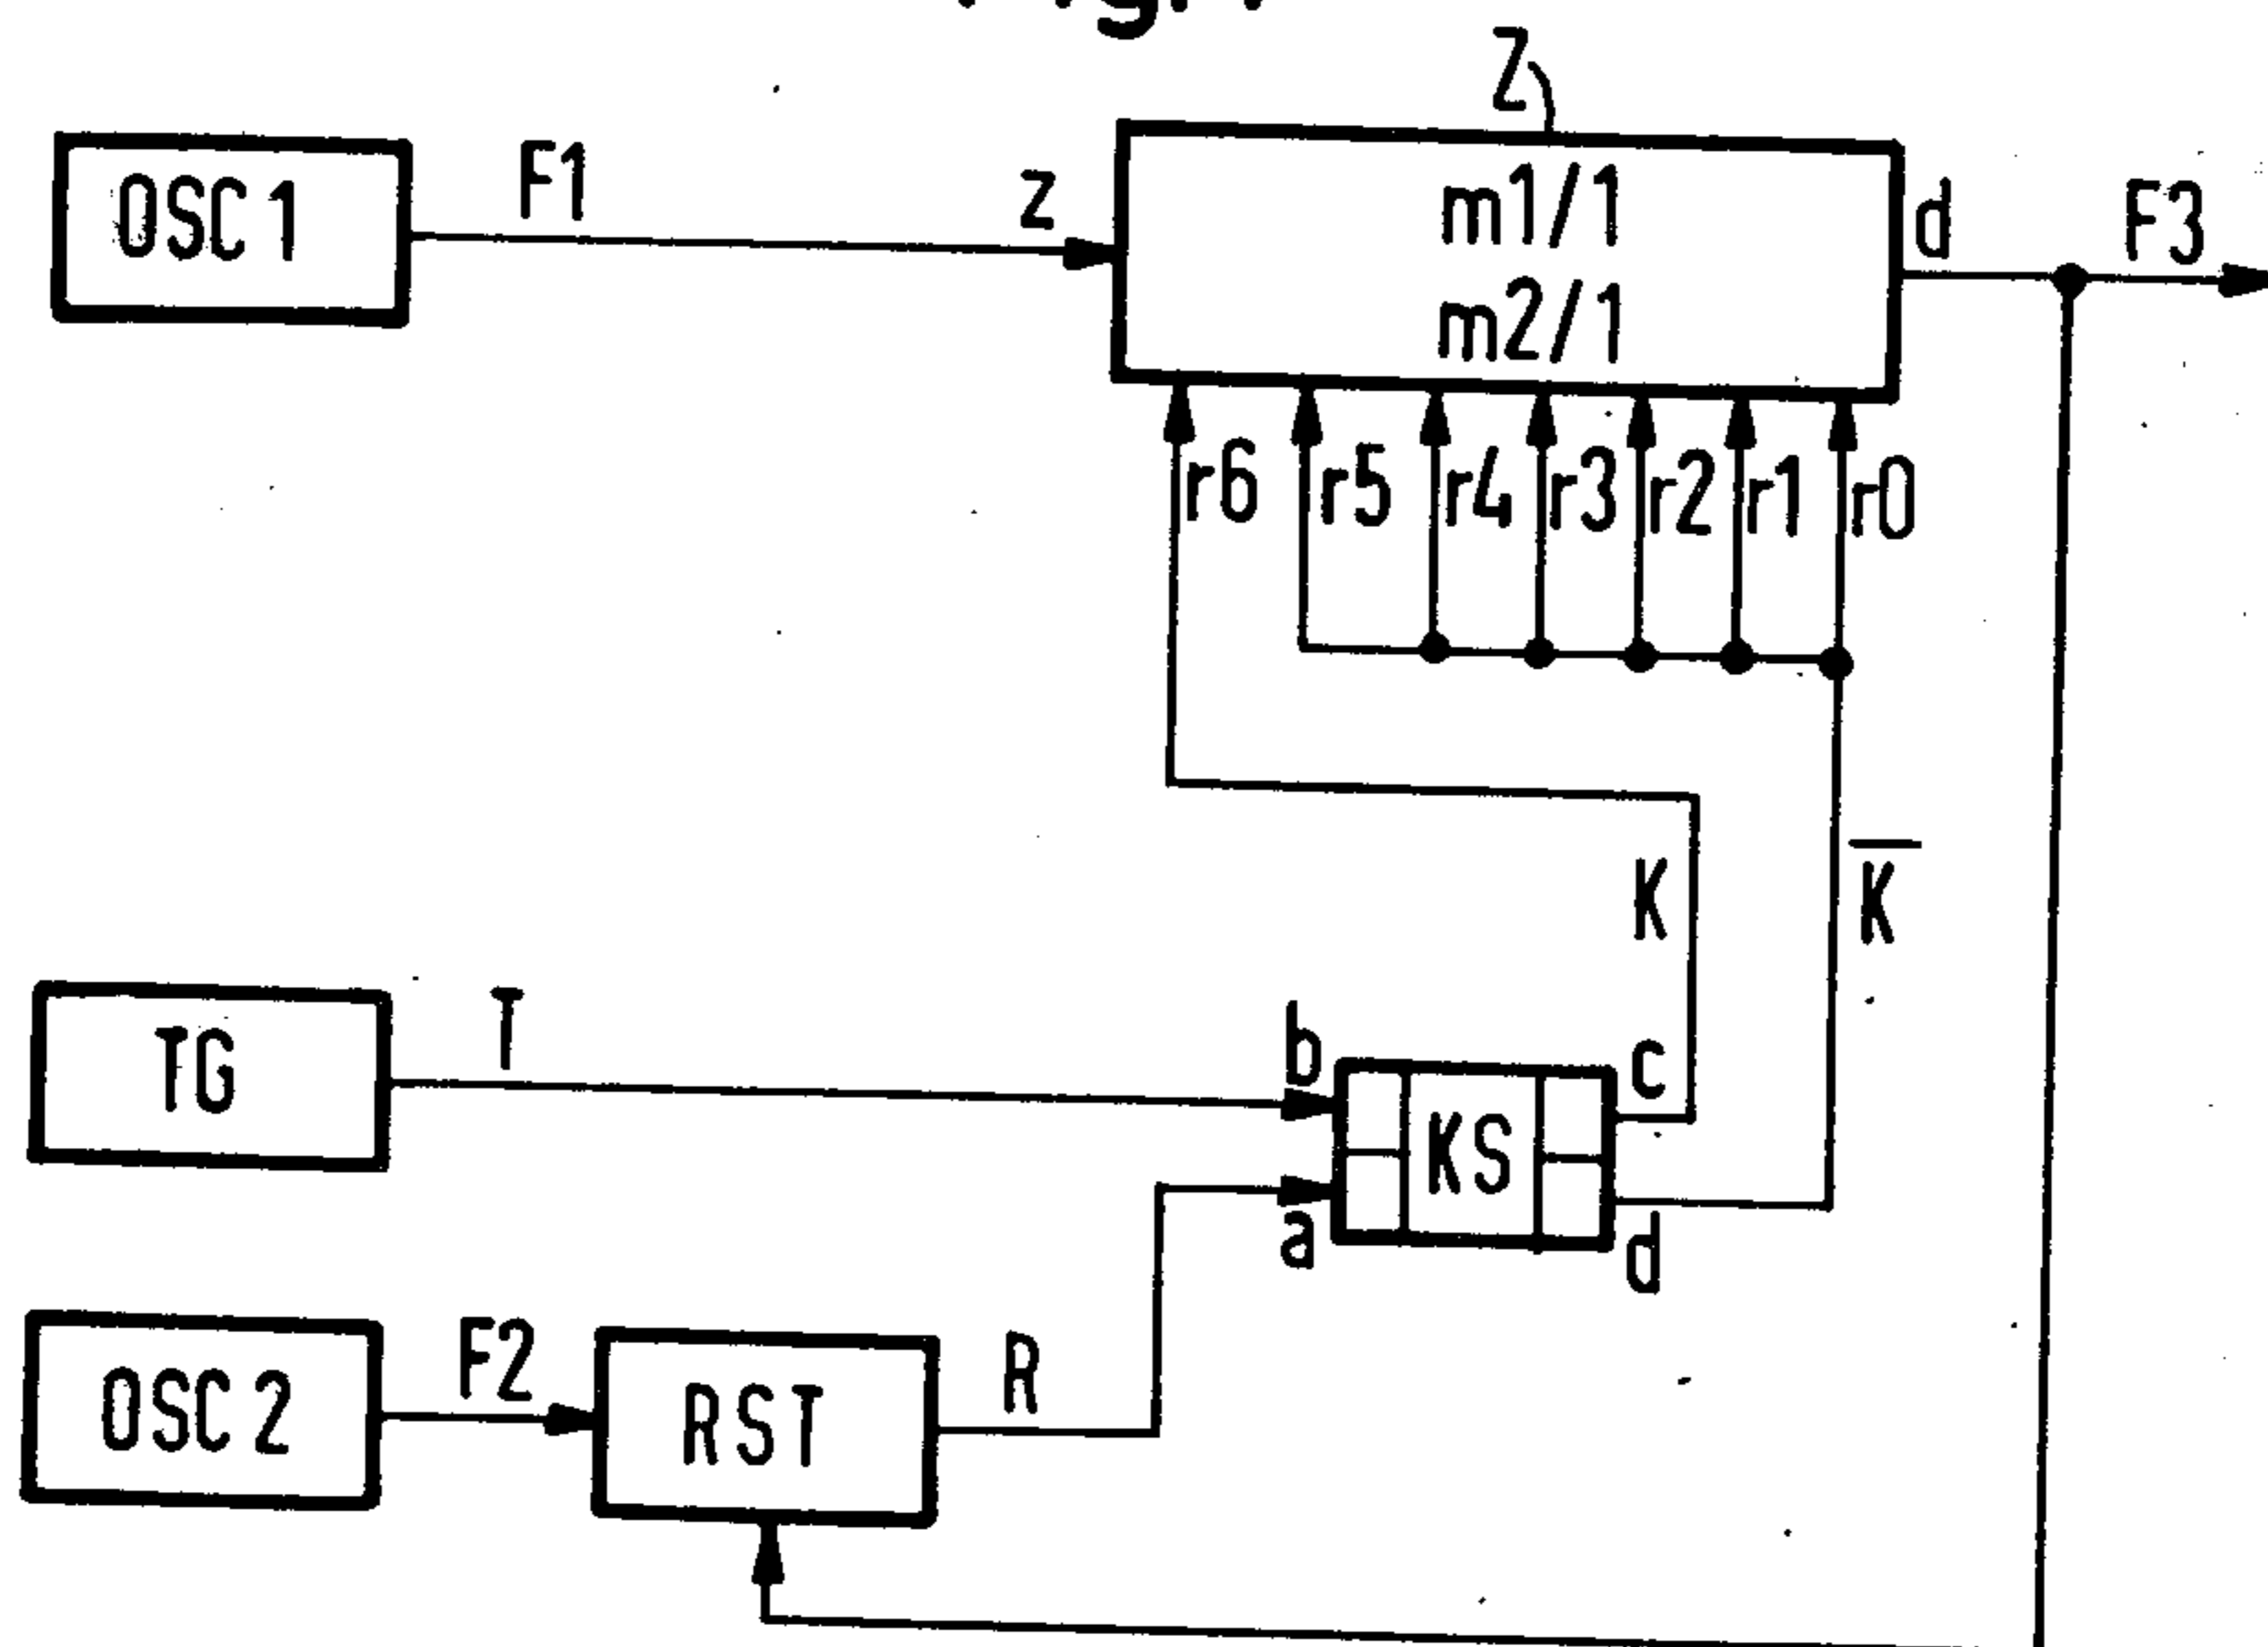 Z
OSC 1
F1
z
m1/1
m2/1
d
F3
r6 r5 r4 r3 r2 r1 r0
K
K̅
TG
T
b
c
KS
a
d
OSC 2
F2
RST
R